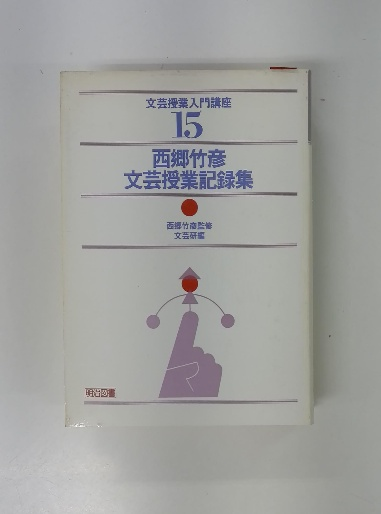 文芸授業入門講座
15
西郷竹彦
文芸授業記録集
西郷竹彦監修
文芸研編
明治図書